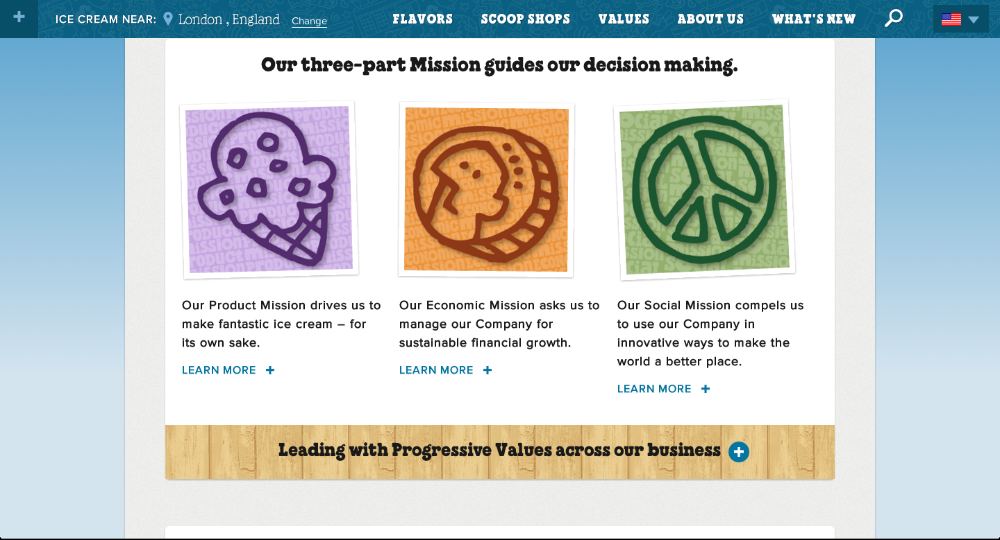 ICE CREAM NEAR: London , England Change FLAVORS SCOOP SHOPS VALUES ABOUT US WHAT'S NEW
Our three-part Mission guides our decision making.
Our Product Mission drives us to
make fantastic ice cream – for
its own sake.
LEARN MORE +
Our Economic Mission asks us to
manage our Company for
sustainable financial growth.
LEARN MORE +
Our Social Mission compels us
to use our Company in
innovative ways to make the
world a better place.
LEARN MORE +
Leading with Progressive Values across our business +